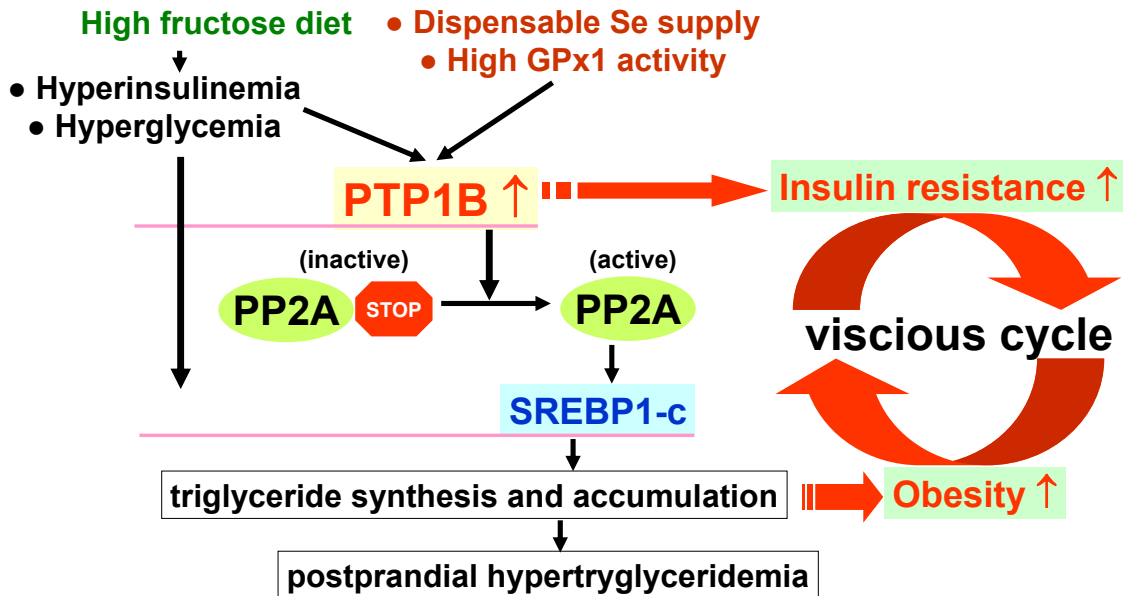 High fructose diet
● Dispensable Se supply
● High GPx1 activity
● Hyperinsulinemia
● Hyperglycemia
PTP1B ↑
Insulin resistance ↑
(inactive)
(active)
PP2A
STOP
PP2A
viscious cycle
SREBP1-c
triglyceride synthesis and accumulation
Obesity ↑
postprandial hypertryglyceridemia